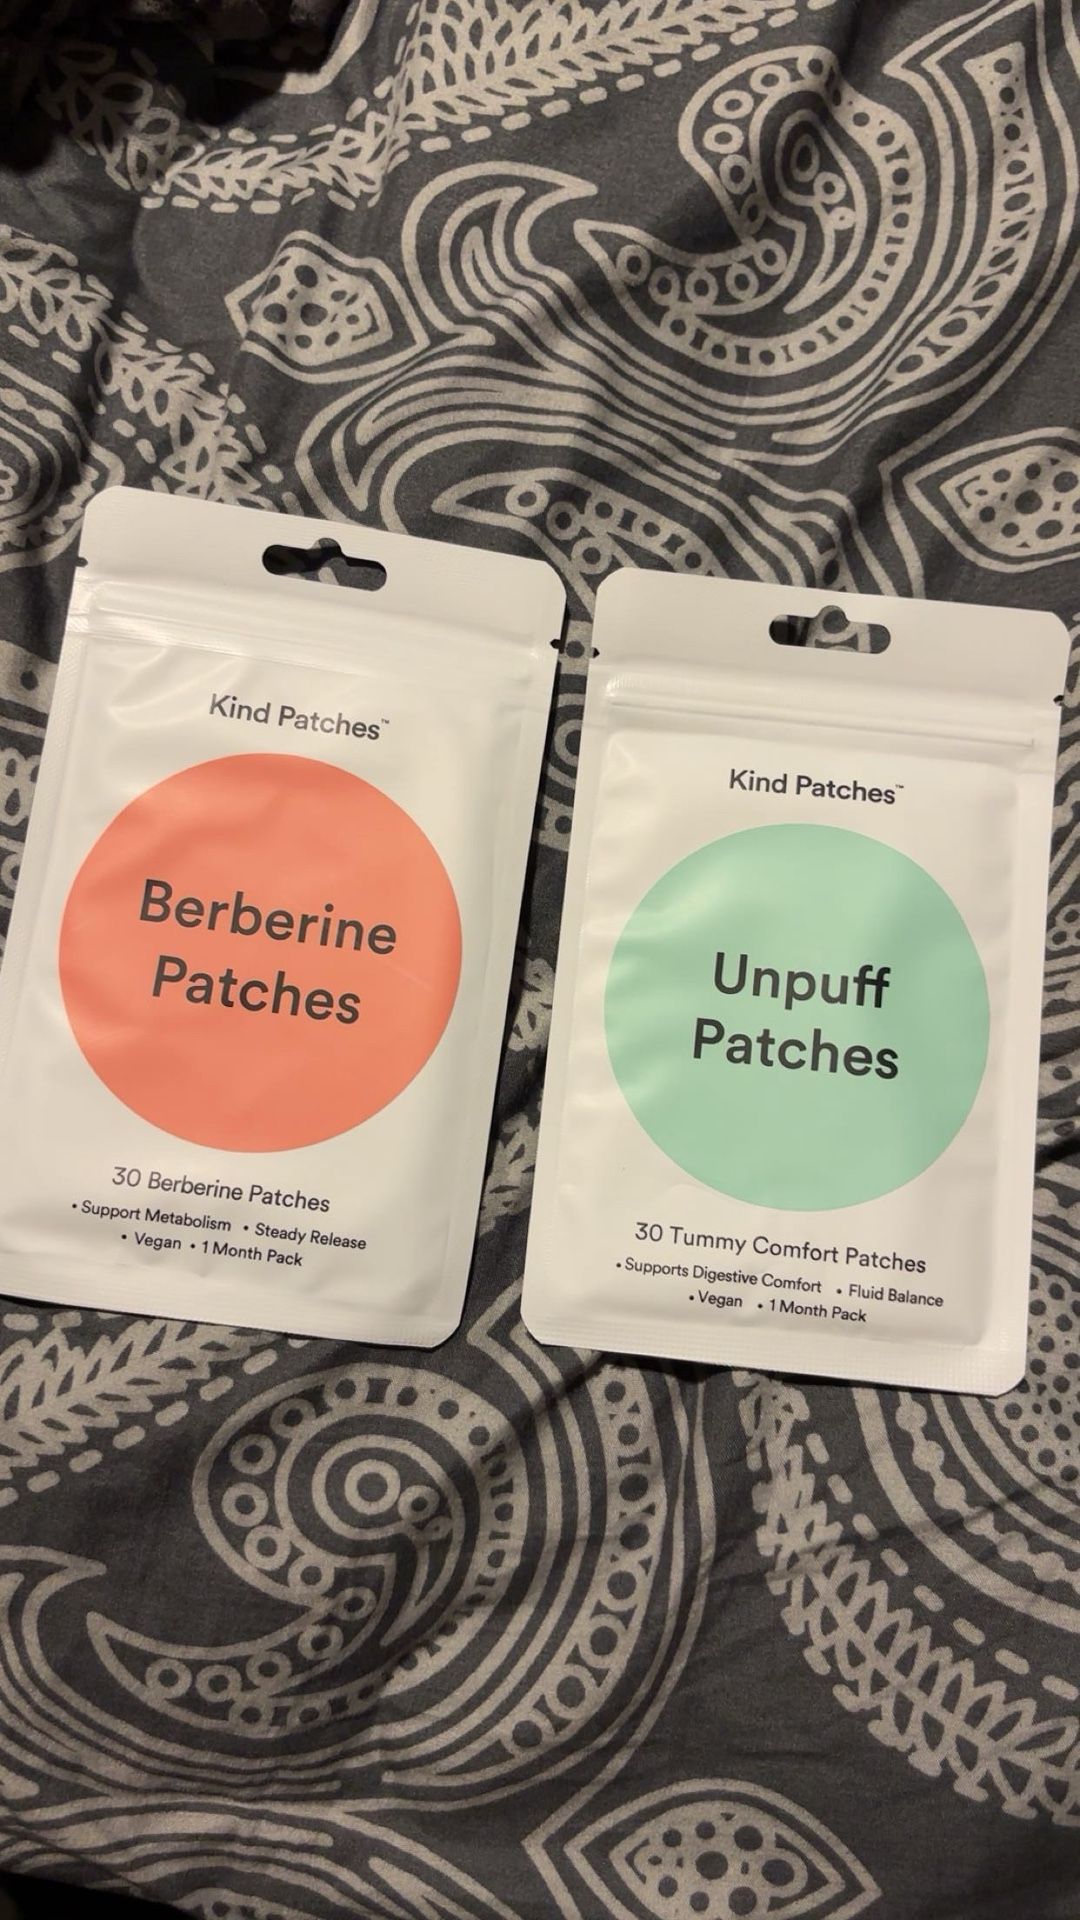 Kind Patches™
Berberine
Patches
30 Berberine Patches
• Support Metabolism • Steady Release
• Vegan • 1 Month Pack
Kind Patches™
Unpuff
Patches
30 Tummy Comfort Patches
• Supports Digestive Comfort • Fluid Balance
• Vegan • 1 Month Pack